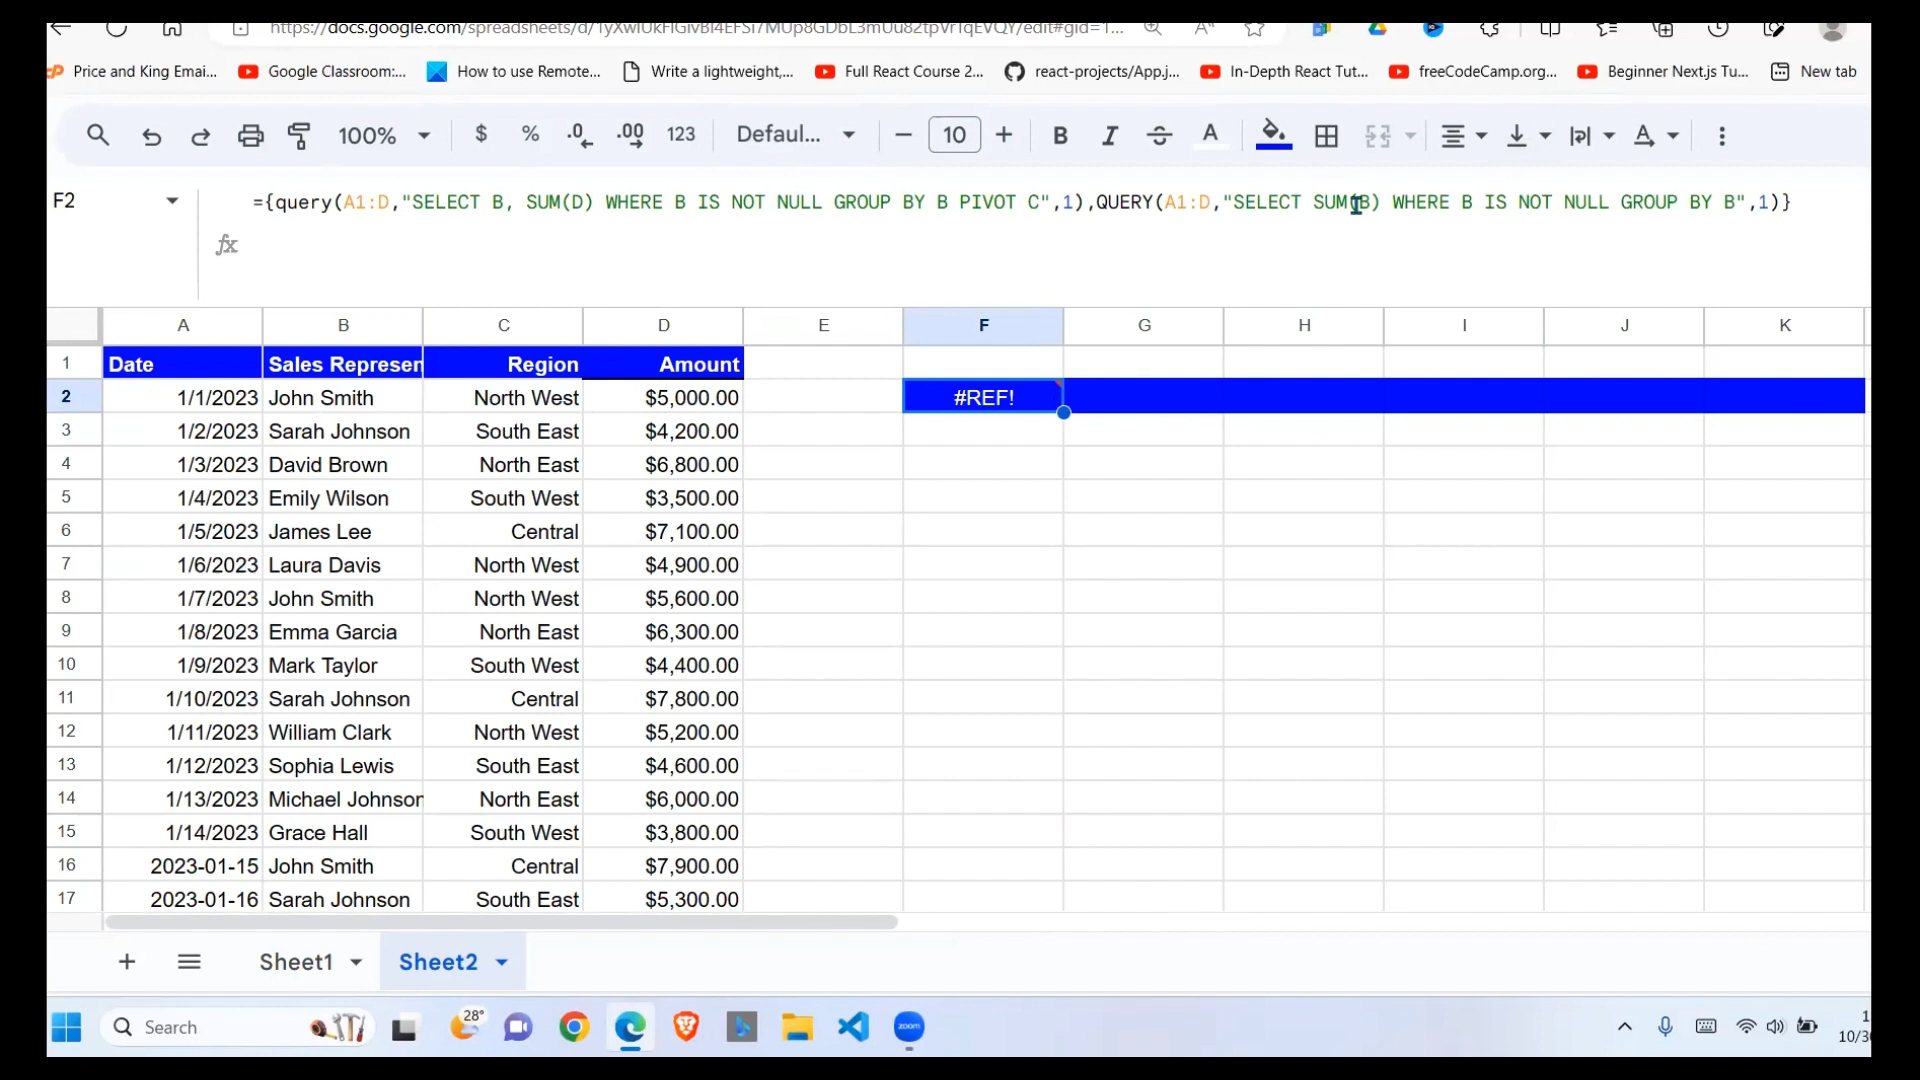 https://docs.google.com/spreadsheets/d/1yXwlUkFlGivBl4EFSl7MUp8GDbL3mUu82tpVr1qEVQY/edit#gid=1...
Price and King Emai... Google Classroom:... How to use Remote... Write a lightweight,... Full React Course 2... react-projects/App.j... In-Depth React Tut... freeCodeCamp.org... Beginner Next.js Tu... New tab
100% $ % .0 .00 123 Defaul... − 10 + B I A
F2 ={query(A1:D,"SELECT B, SUM(D) WHERE B IS NOT NULL GROUP BY B PIVOT C",1),QUERY(A1:D,"SELECT SUM(B) WHERE B IS NOT NULL GROUP BY B",1)}
fx
A B C D E F G H I J K
1 Date Sales Represen Region Amount
2 1/1/2023 John Smith North West $5,000.00 #REF!
3 1/2/2023 Sarah Johnson South East $4,200.00
4 1/3/2023 David Brown North East $6,800.00
5 1/4/2023 Emily Wilson South West $3,500.00
6 1/5/2023 James Lee Central $7,100.00
7 1/6/2023 Laura Davis North West $4,900.00
8 1/7/2023 John Smith North West $5,600.00
9 1/8/2023 Emma Garcia North East $6,300.00
10 1/9/2023 Mark Taylor South West $4,400.00
11 1/10/2023 Sarah Johnson Central $7,800.00
12 1/11/2023 William Clark North West $5,200.00
13 1/12/2023 Sophia Lewis South East $4,600.00
14 1/13/2023 Michael Johnson North East $6,000.00
15 1/14/2023 Grace Hall South West $3,800.00
16 2023-01-15 John Smith Central $7,900.00
17 2023-01-16 Sarah Johnson South East $5,300.00
+ Sheet1 Sheet2
Search 28° zoom
10/3